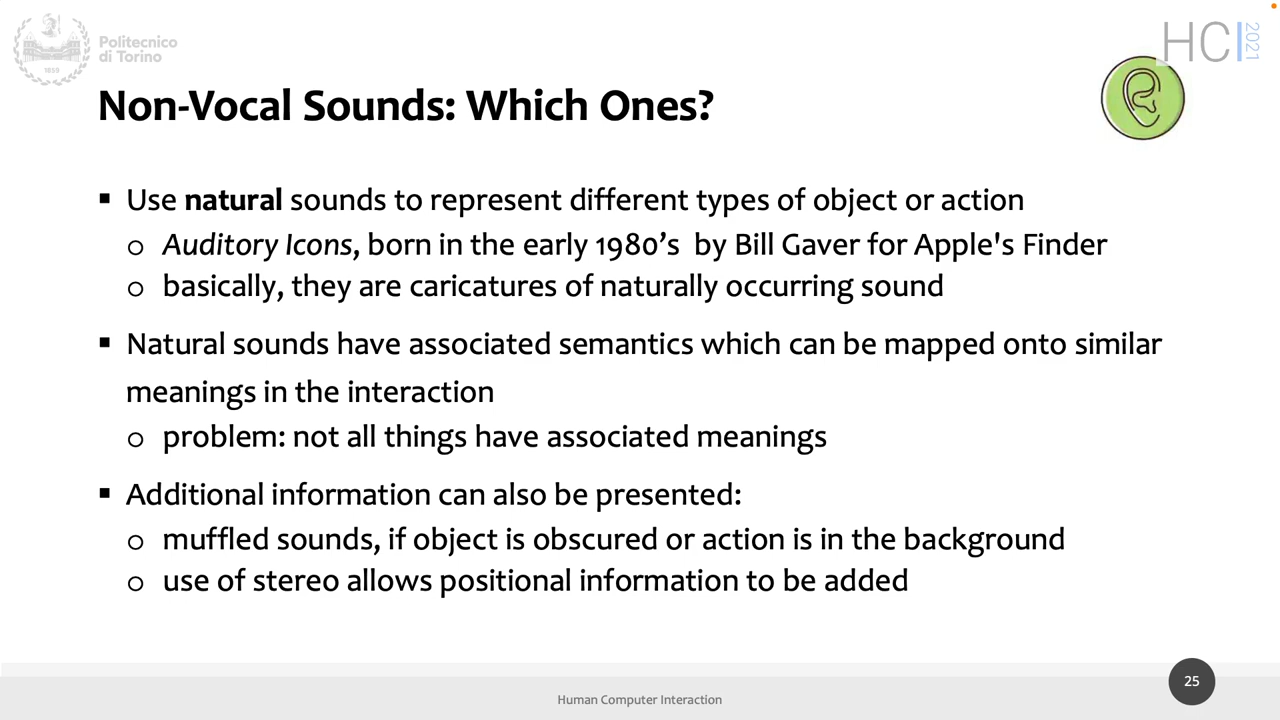 Politecnico
di Torino
1859
HCI 2021
Non-Vocal Sounds: Which Ones?
▪ Use natural sounds to represent different types of object or action
o Auditory Icons, born in the early 1980’s by Bill Gaver for Apple's Finder
o basically, they are caricatures of naturally occurring sound
▪ Natural sounds have associated semantics which can be mapped onto similar
meanings in the interaction
o problem: not all things have associated meanings
▪ Additional information can also be presented:
o muffled sounds, if object is obscured or action is in the background
o use of stereo allows positional information to be added
Human Computer Interaction
25